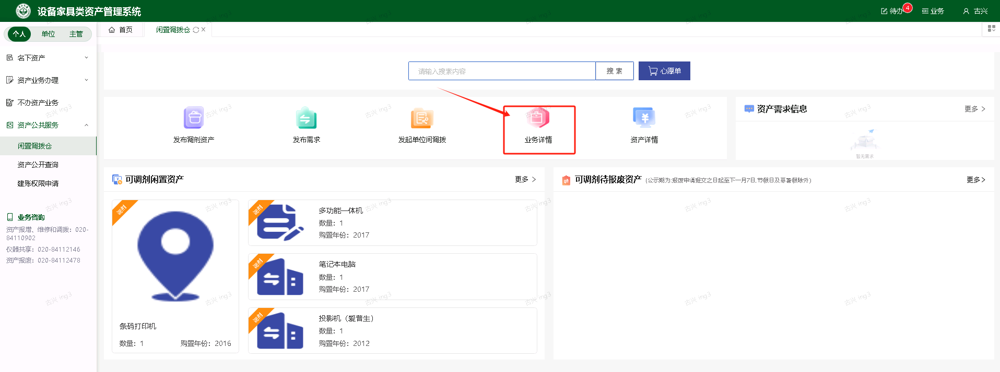 设备家具类资产管理系统
待办 4 业务 古兴
个人 单位 主管
首页 闲置调拨仓
名下资产
资产业务办理
不办资产业务
资产公共服务
闲置调拨仓
资产公开查询
建账权限申请
业务咨询
资产报增、维修和调拨：020-
84110902
仪器共享：020-84112146
资产报废：020-84112478
请输入搜索内容 搜 索 心愿单
发布调剂资产 发布需求 发起单位间调拨 业务详情 资产详情
资产需求信息 更多
暂无需求
可调剂闲置资产 更多
调剂
条码打印机
数量：1 购置年份：2016
调剂
多功能一体机
数量：1
购置年份：2017
调剂
笔记本电脑
数量：1
购置年份：2017
调剂
投影机（爱普生）
数量：1
购置年份：2012
可调剂待报废资产 (公示期为:报废申请提交之日起至下一月7日,节假日及寒暑假除外) 更多
古兴 ing3